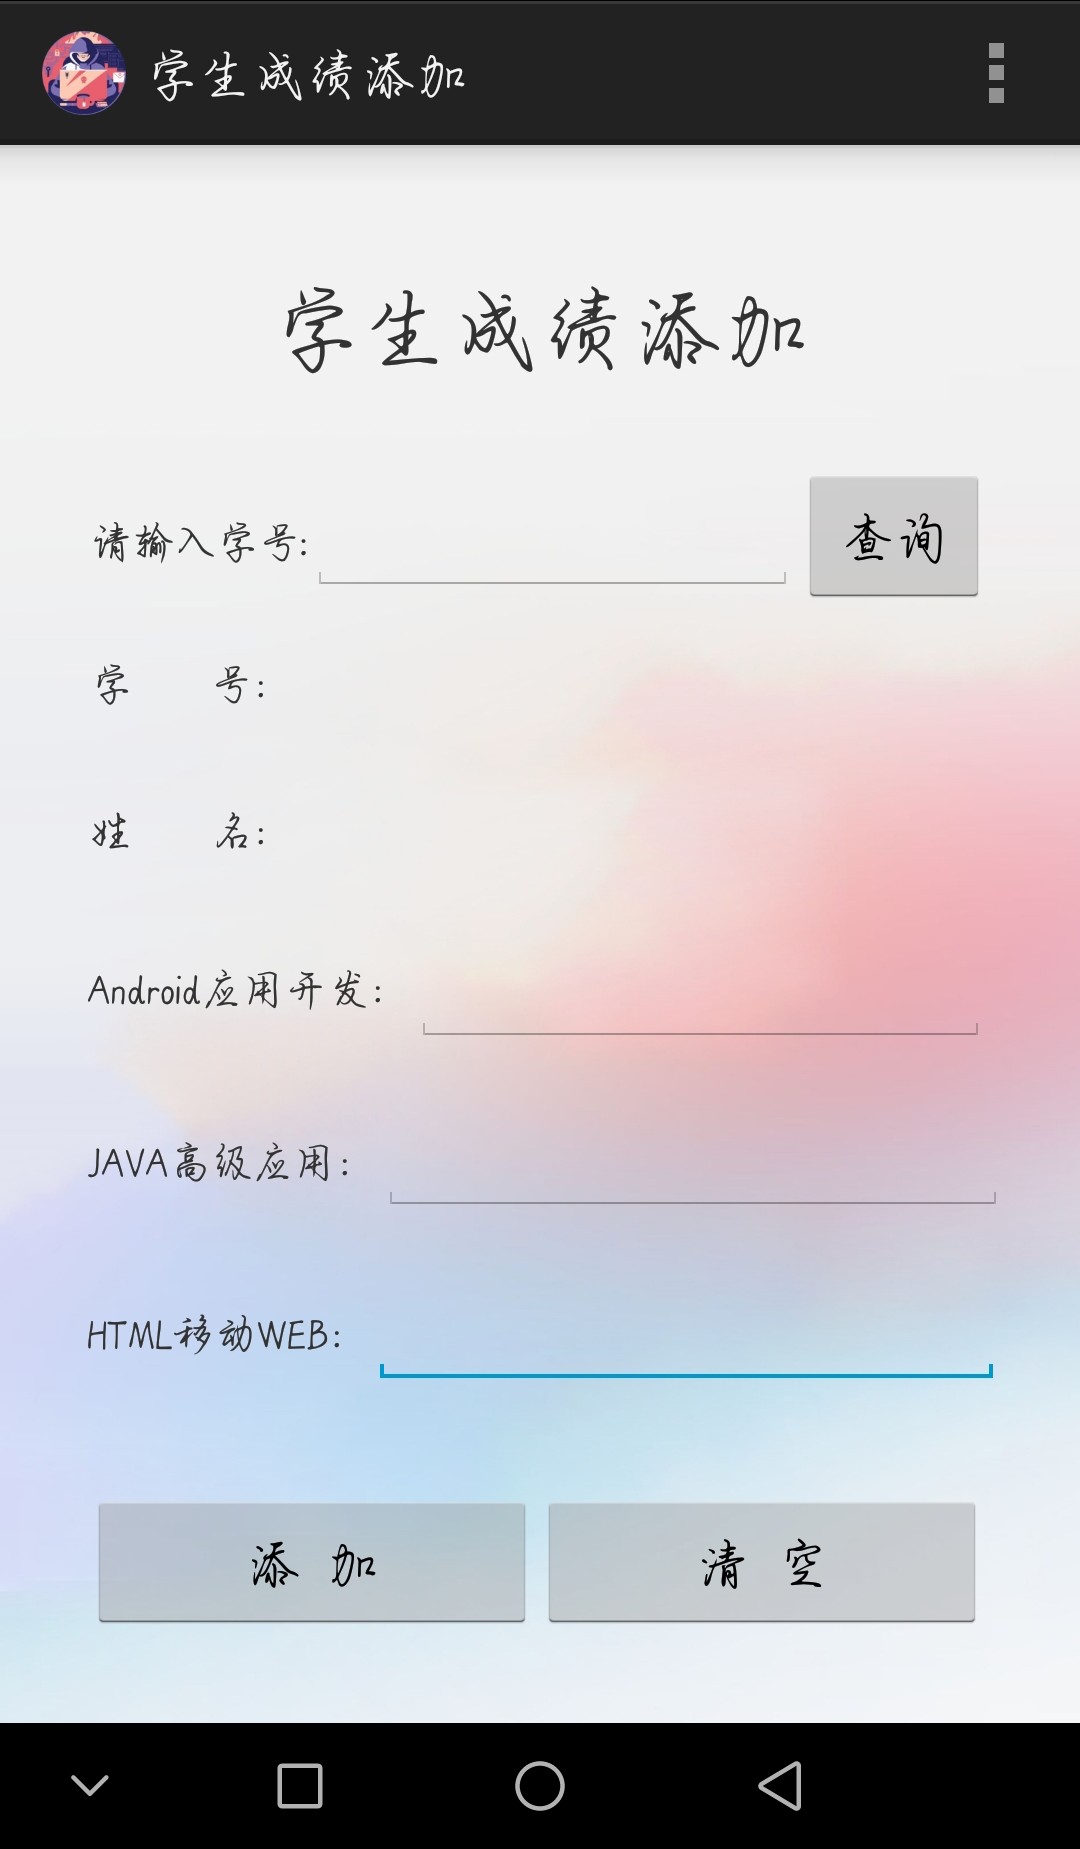 学生成绩添加
学生成绩添加
请输入学号:
查询
学 号:
姓 名:
Android应用开发:
JAVA高级应用:
HTML移动WEB:
添 加
清 空